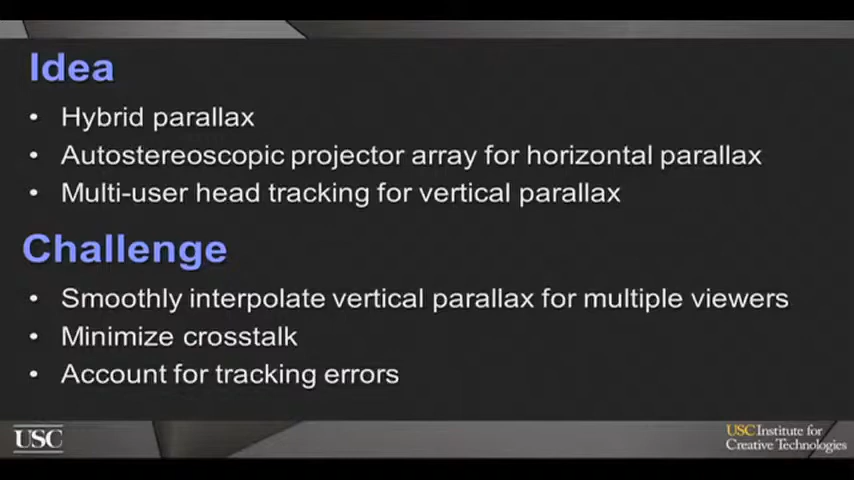 Idea
• Hybrid parallax
• Autostereoscopic projector array for horizontal parallax
• Multi-user head tracking for vertical parallax
Challenge
• Smoothly interpolate vertical parallax for multiple viewers
• Minimize crosstalk
• Account for tracking errors
USC
USC Institute for
Creative Technologies